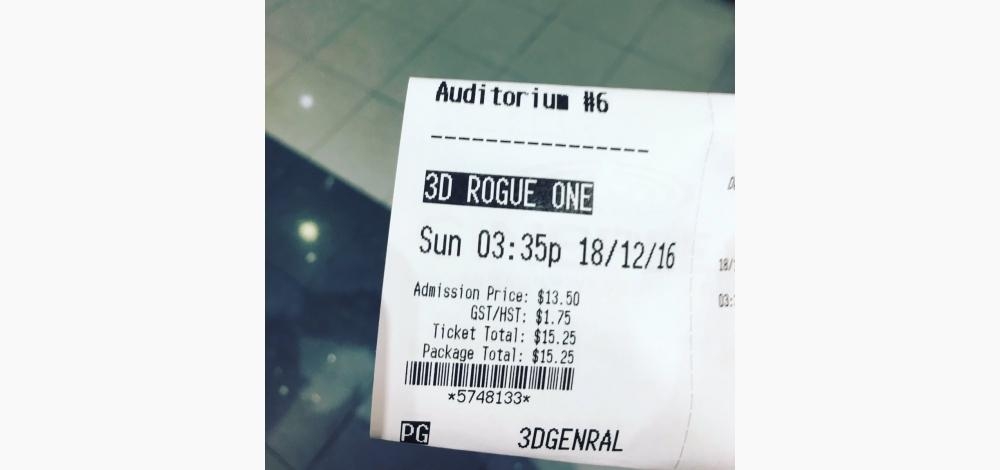 Auditorium #6
----------------
3D ROGUE ONE
Sun 03:35p 18/12/16
Admission Price: $13.50
GST/HST: $1.75
Ticket Total: $15.25
Package Total: $15.25
*5748133*
PG 3DGENRAL